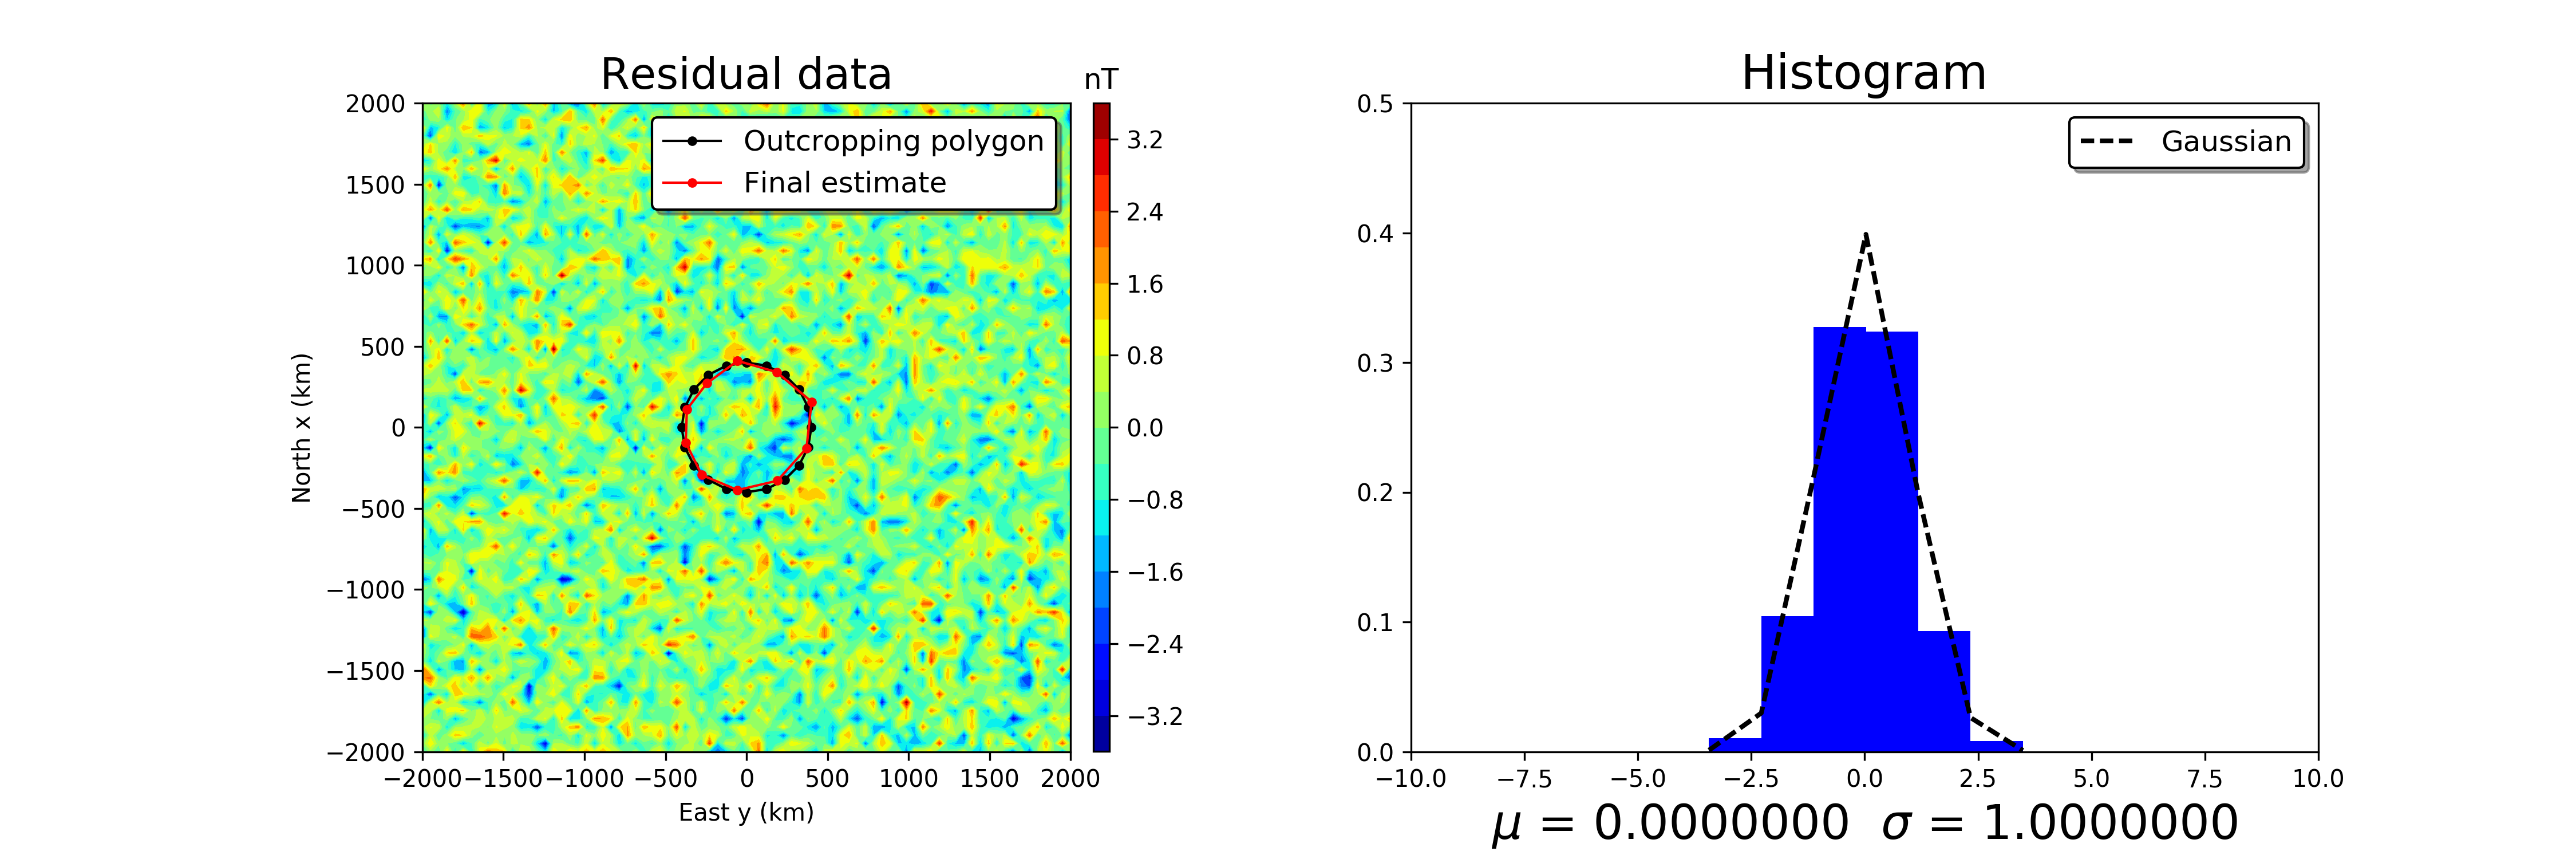 Residual data
nT
Outcropping polygon
Final estimate
2000
1500
1000
500
0
−500
−1000
−1500
−2000
North x (km)
−2000 −1500 −1000 −500 0 500 1000 1500 2000
East y (km)
3.2
2.4
1.6
0.8
0.0
−0.8
−1.6
−2.4
−3.2
Histogram
Gaussian
0.5
0.4
0.3
0.2
0.1
0.0
−10.0 −7.5 −5.0 −2.5 0.0 2.5 5.0 7.5 10.0
μ = 0.0000000 σ = 1.0000000